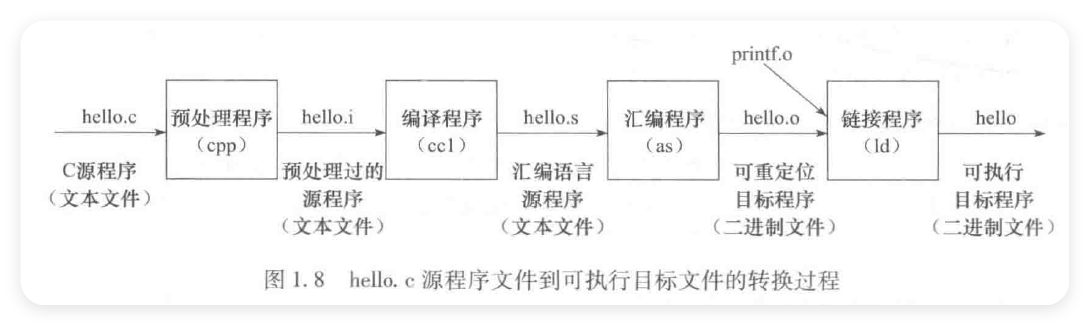 printf.o
hello.c
预处理程序
(cpp)
hello.i
编译程序
(cc1)
hello.s
汇编程序
(as)
hello.o
链接程序
(ld)
hello
C源程序
(文本文件)
预处理过的
源程序
(文本文件)
汇编语言
源程序
(文本文件)
可重定位
目标程序
(二进制文件)
可执行
目标程序
(二进制文件)
图 1.8 hello.c 源程序文件到可执行目标文件的转换过程